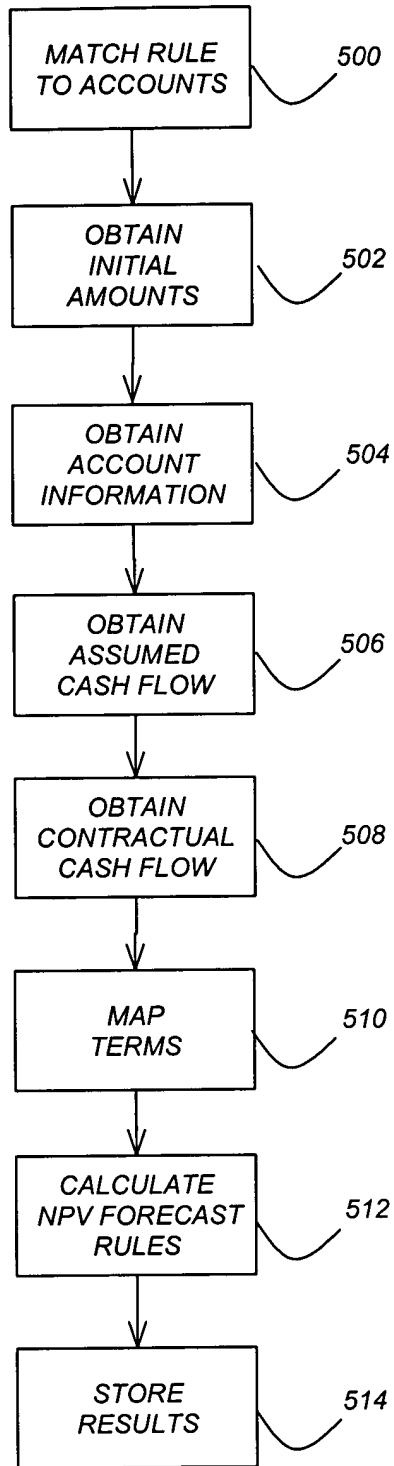 MATCH RULE
TO ACCOUNTS
500
OBTAIN
INITIAL
AMOUNTS
502
OBTAIN
ACCOUNT
INFORMATION
504
OBTAIN
ASSUMED
CASH FLOW
506
OBTAIN
CONTRACTUAL
CASH FLOW
508
MAP
TERMS
510
CALCULATE
NPV FORECAST
RULES
512
STORE
RESULTS
514